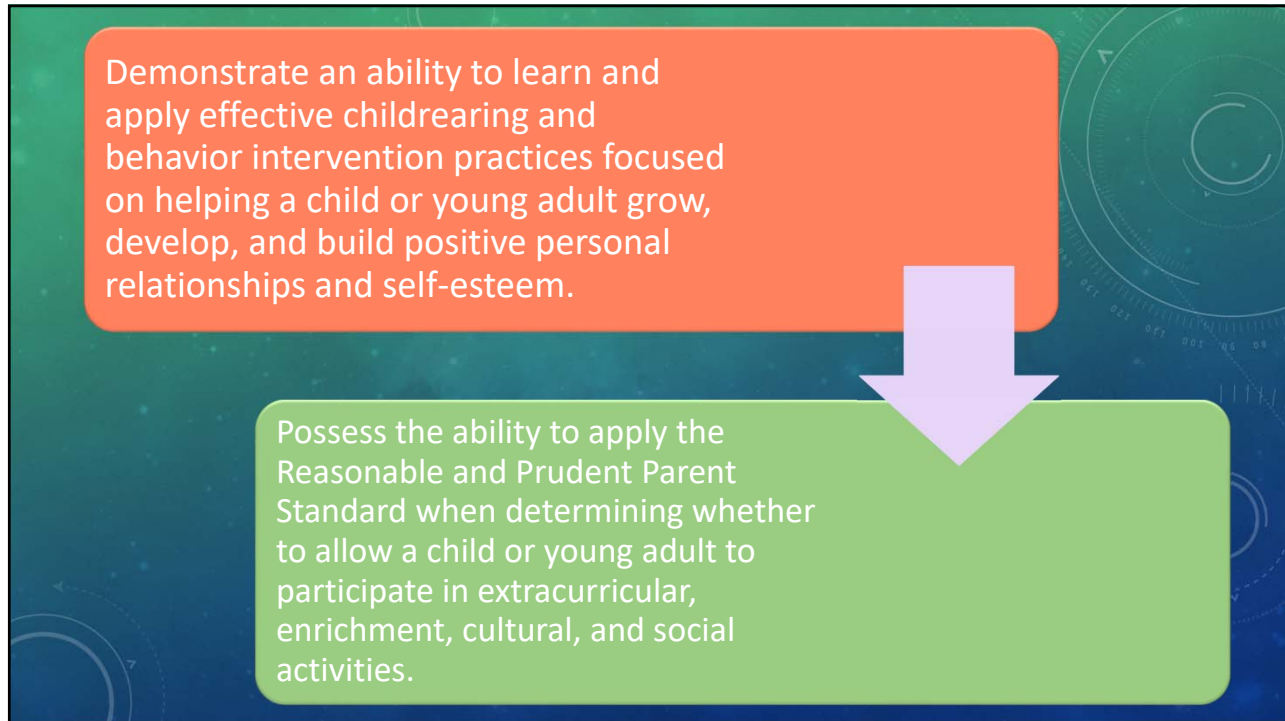 Demonstrate an ability to learn and
apply effective childrearing and
behavior intervention practices focused
on helping a child or young adult grow,
develop, and build positive personal
relationships and self-esteem.
Possess the ability to apply the
Reasonable and Prudent Parent
Standard when determining whether
to allow a child or young adult to
participate in extracurricular,
enrichment, cultural, and social
activities.